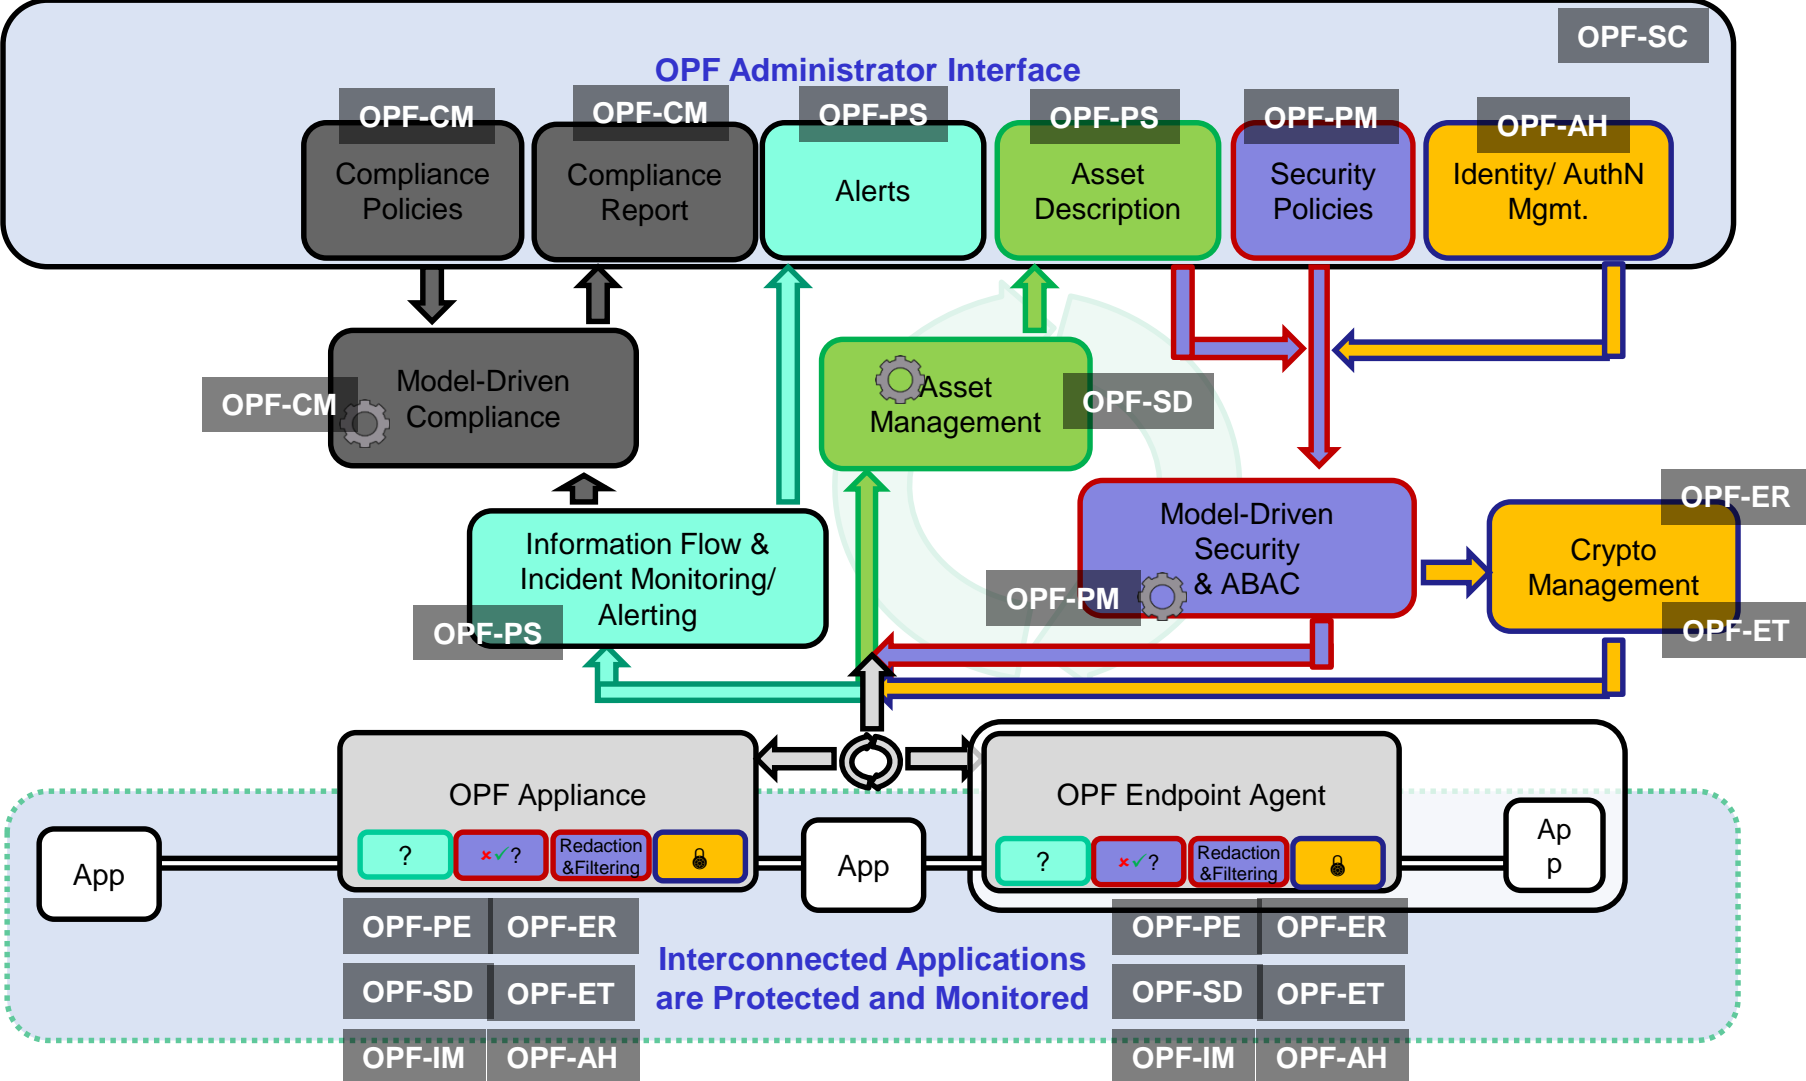 OPF-SC
OPF Administrator Interface
OPF-CM
OPF-CM
OPF-PS
OPF-PS
OPF-PM
OPF-AH
Compliance
Policies
Compliance
Report
Alerts
Asset
Description
Security
Policies
Identity/ AuthN
Mgmt.
OPF-CM
Model-Driven
Compliance
Asset
Management
OPF-SD
Information Flow &
Incident Monitoring/
Alerting
OPF-PS
Model-Driven
Security
& ABAC
OPF-PM
OPF-ER
Crypto
Management
OPF-ET
OPF Appliance
?
?
Redaction
&Filtering
OPF Endpoint Agent
?
?
Redaction
&Filtering
App
App
Ap
p
OPF-PE
OPF-ER
OPF-SD
OPF-ET
OPF-IM
OPF-AH
Interconnected Applications
are Protected and Monitored
OPF-PE
OPF-ER
OPF-SD
OPF-ET
OPF-IM
OPF-AH